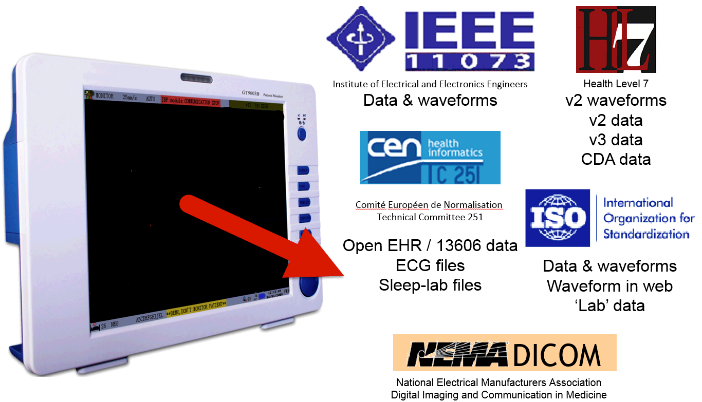 IEEE
11073
Institute of Electrical and Electronics Engineers
Data & waveforms
HL7
Health Level 7
v2 waveforms
v2 data
v3 data
CDA data
cen health
informatics
TC 251
Comité Européen de Normalisation
Technical Committee 251
Open EHR / 13606 data
ECG files
Sleep-lab files
ISO
International
Organization for
Standardization
Data & waveforms
Waveform in web
‘Lab’ data
NEMA DICOM
National Electrical Manufacturers Association
Digital Imaging and Communication in Medicine